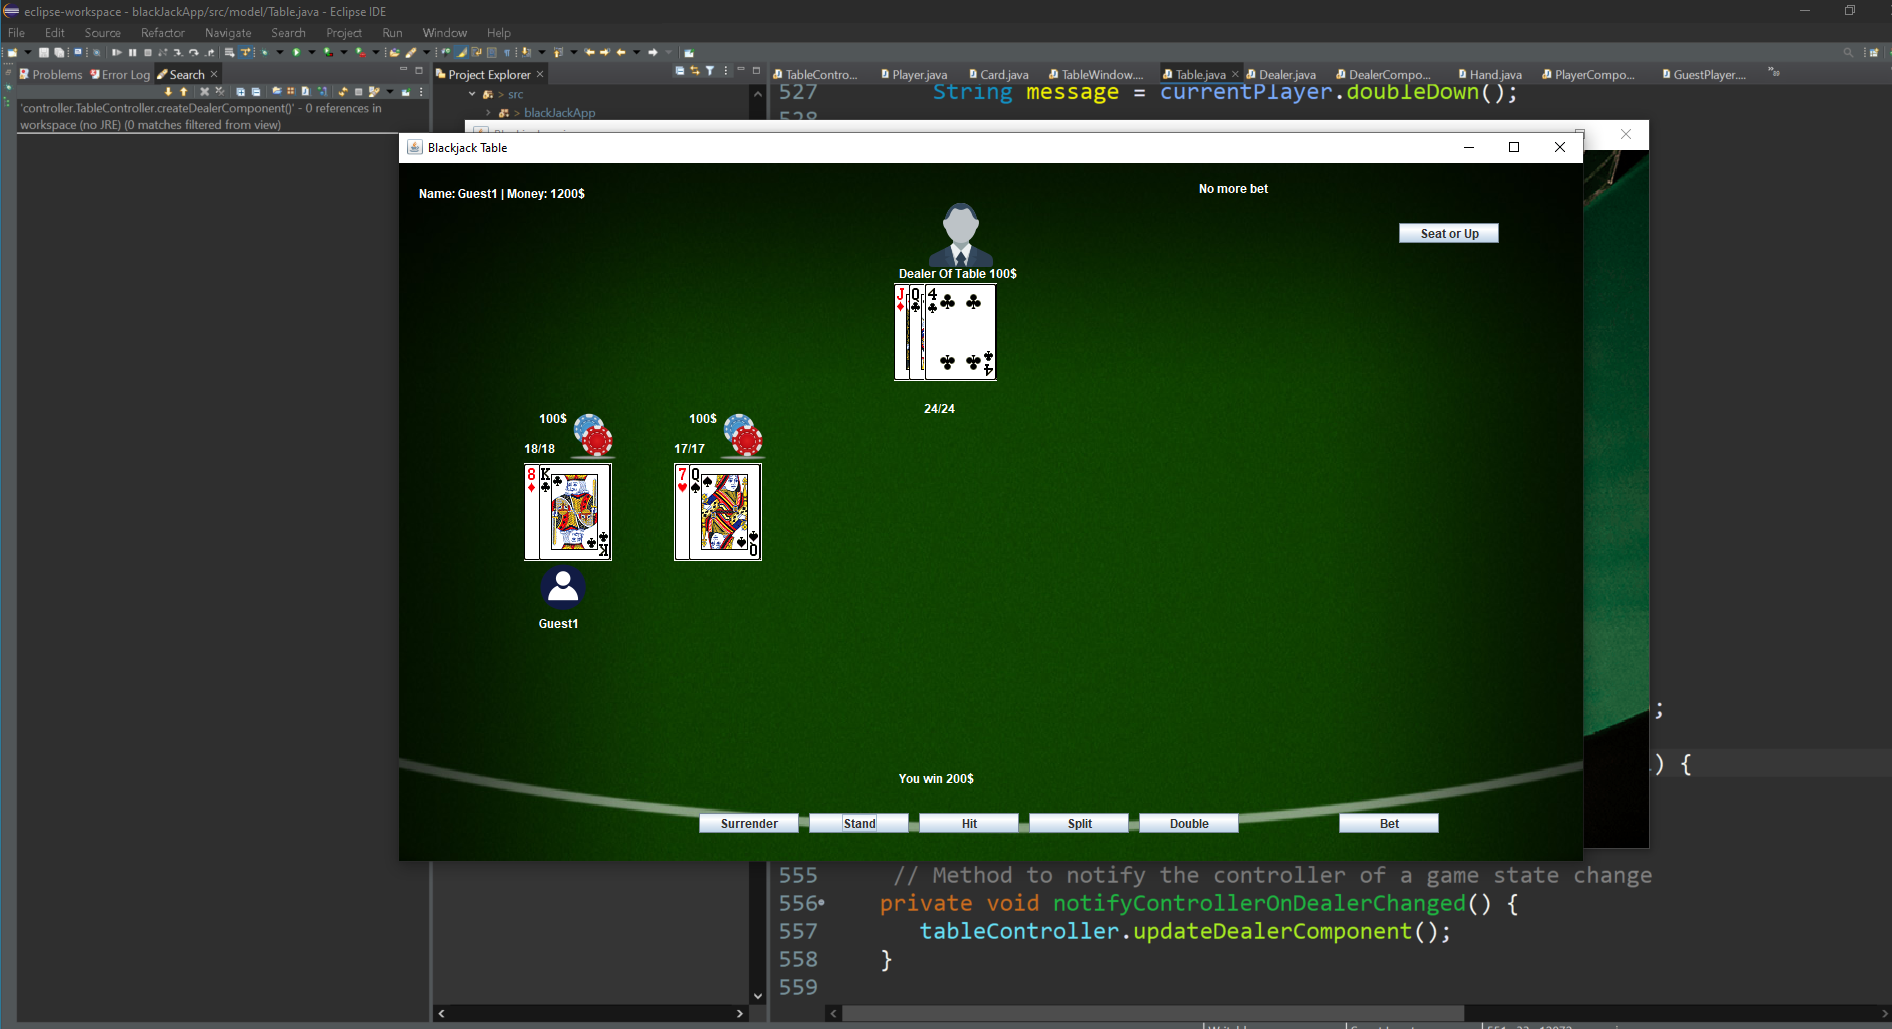 eclipse-workspace - blackJackApp/src/model/Table.java - Eclipse IDE
File Edit Source Refactor Navigate Search Project Run Window Help
Problems Error Log Search Project Explorer
TableContro... Player.java Card.java TableWindow.... Table.java Dealer.java DealerCompo... Hand.java PlayerCompo... GuestPlayer....
'controller.TableController.createDealerComponent()' - 0 references in
workspace (no JRE) (0 matches filtered from view)
src
blackJackApp
527 String message = currentPlayer.doubleDown();
528
Blackjack Table
Name: Guest1 | Money: 1200$
No more bet
Seat or Up
Dealer Of Table 100$
J Q 4
4
24/24
100$ 100$
18/18 17/17
8 K 7 Q
K Q
Guest1
You win 200$
Surrender Stand Hit Split Double Bet
;
) {
555 // Method to notify the controller of a game state change
556 private void notifyControllerOnDealerChanged() {
557 tableController.updateDealerComponent();
558 }
559